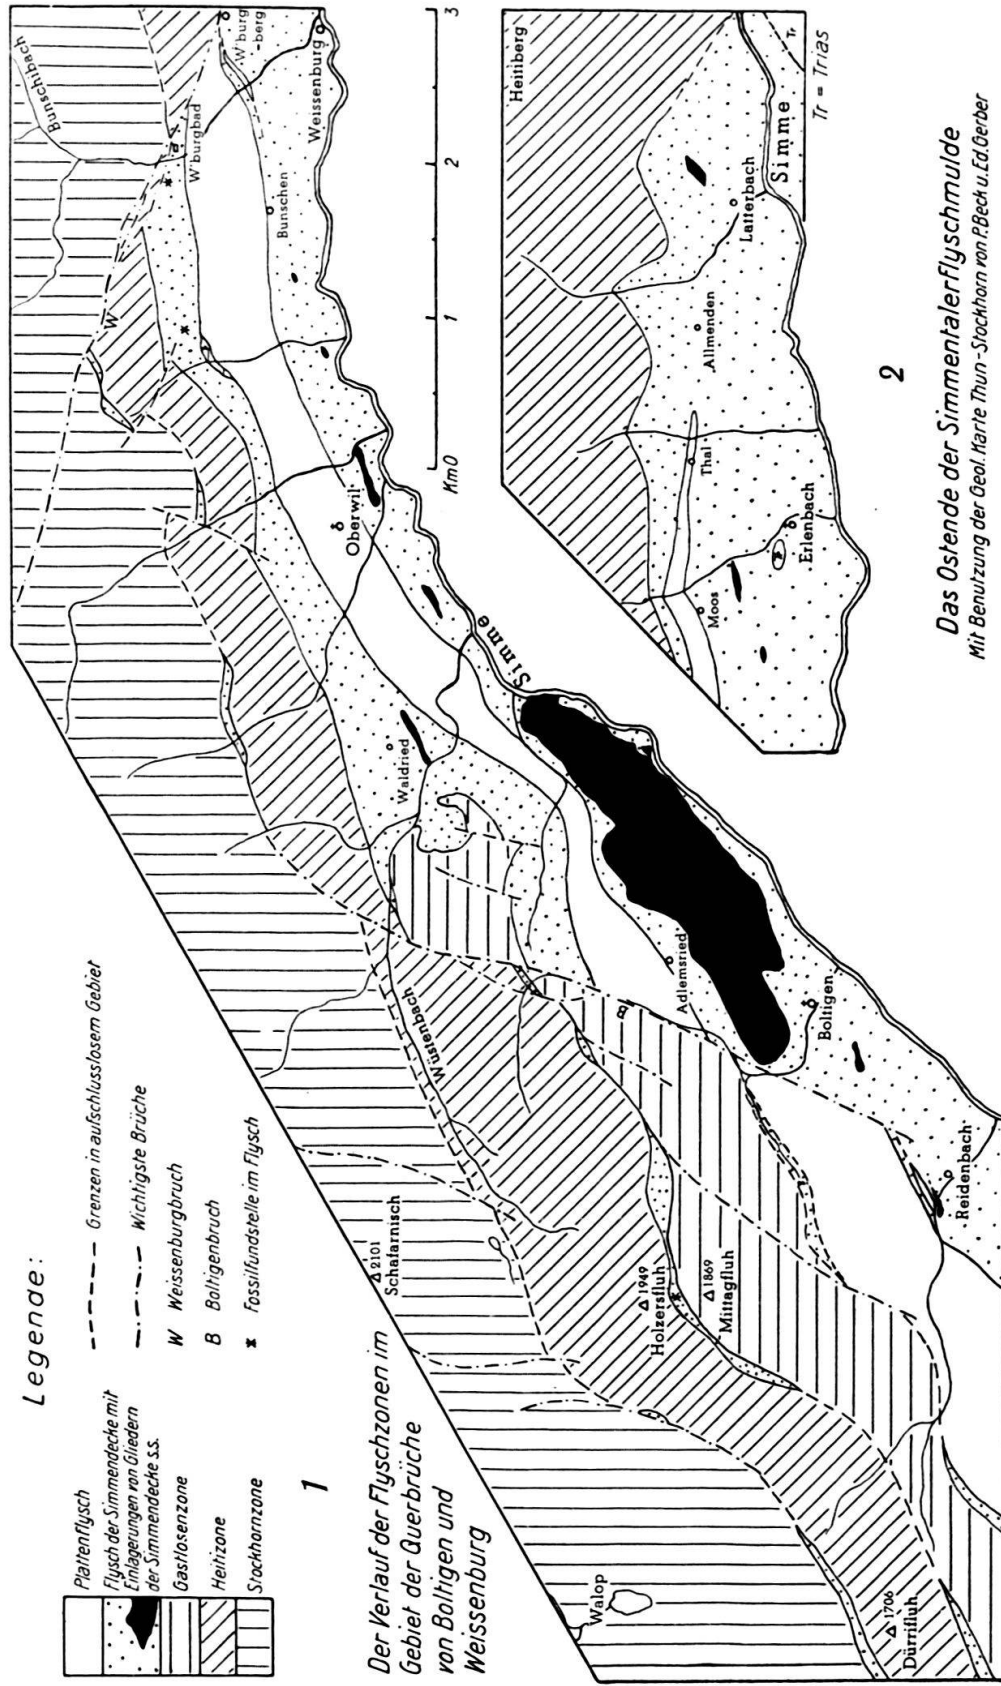 Legende:
Plattenflysch
Flysch der Simmendecke mit
Einlagerungen von Gliedern
der Simmendecke s.s.
Gastlosenzone
Heitizone
Stockhornzone
Grenzen in aufschlusslosem Gebiet
Wichtigste Brüche
W Weissenburgbruch
B Boltigenbruch
* Fossilfundstelle im Flysch
1
Der Verlauf der Flyschzonen im
Gebiet der Querbrüche
von Boltigen und
Weissenburg
Walop
Δ 1706
Dürrifluh
Δ 2101
Schafarnisch
Wüstenbach
Δ 1949
Holzersfluh
Δ 1869
Mittagfluh
B
Adlemsried
Boltigen
Reidenbach
Waldried
Simme
Oberwil
W
Bunschibach
W'burgbad
W'burg
-berg
Bunschen
Weissenburg
Km 0
1
2
3
Heitiberg
Moos
Thal
Erlenbach
Allmenden
Latterbach
Simme
Tr
Tr = Trias
2
Das Ostende der Simmentalerflyschmulde
Mit Benutzung der Geol. Karte Thun-Stockhorn von P. Beck u. Ed. Gerber